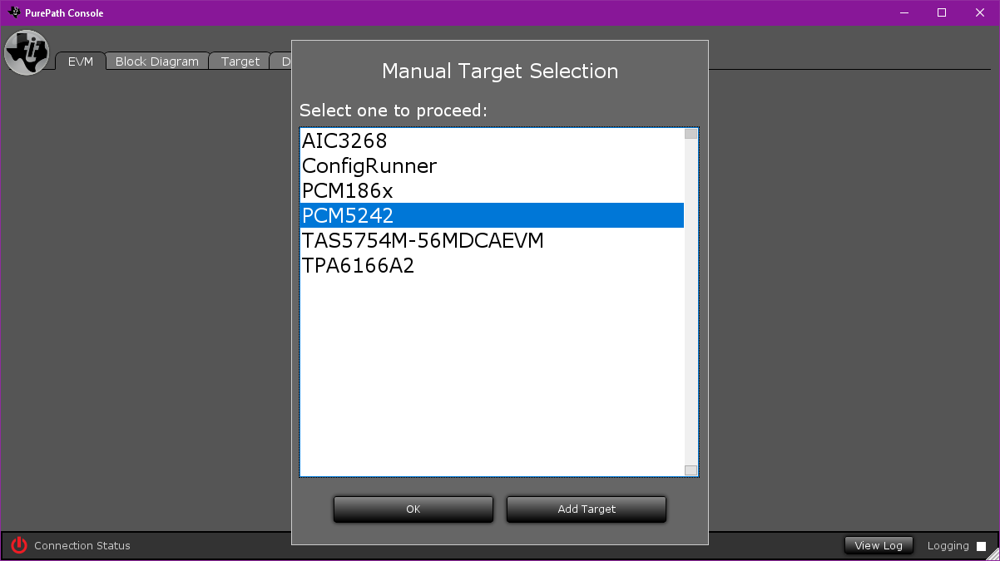 PurePath Console
EVM
Block Diagram
Target
D
Manual Target Selection
Select one to proceed:
AIC3268
ConfigRunner
PCM186x
PCM5242
TAS5754M-56MDCAEVM
TPA6166A2
OK
Add Target
Connection Status
View Log
Logging